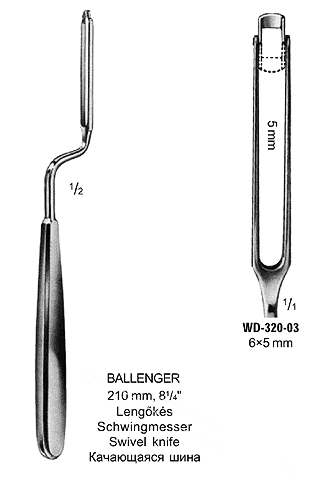 5 mm
1/2
1/1
WD-320-03
6×5 mm
BALLENGER
210 mm, 8¼"
Lengőkés
Schwingmesser
Swivel knife
Качающаяся шина